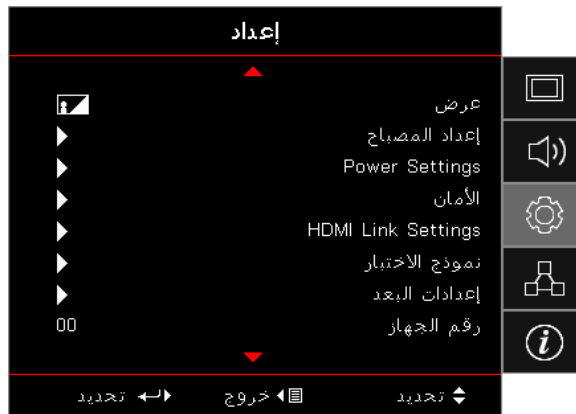 إعداد
عرض
إعداد المصباح
Power Settings
الأمان
HDMI Link Settings
نموذج الاختبار
إعدادات البعد
رقم الجهاز 00
تحديد خروج تحديد